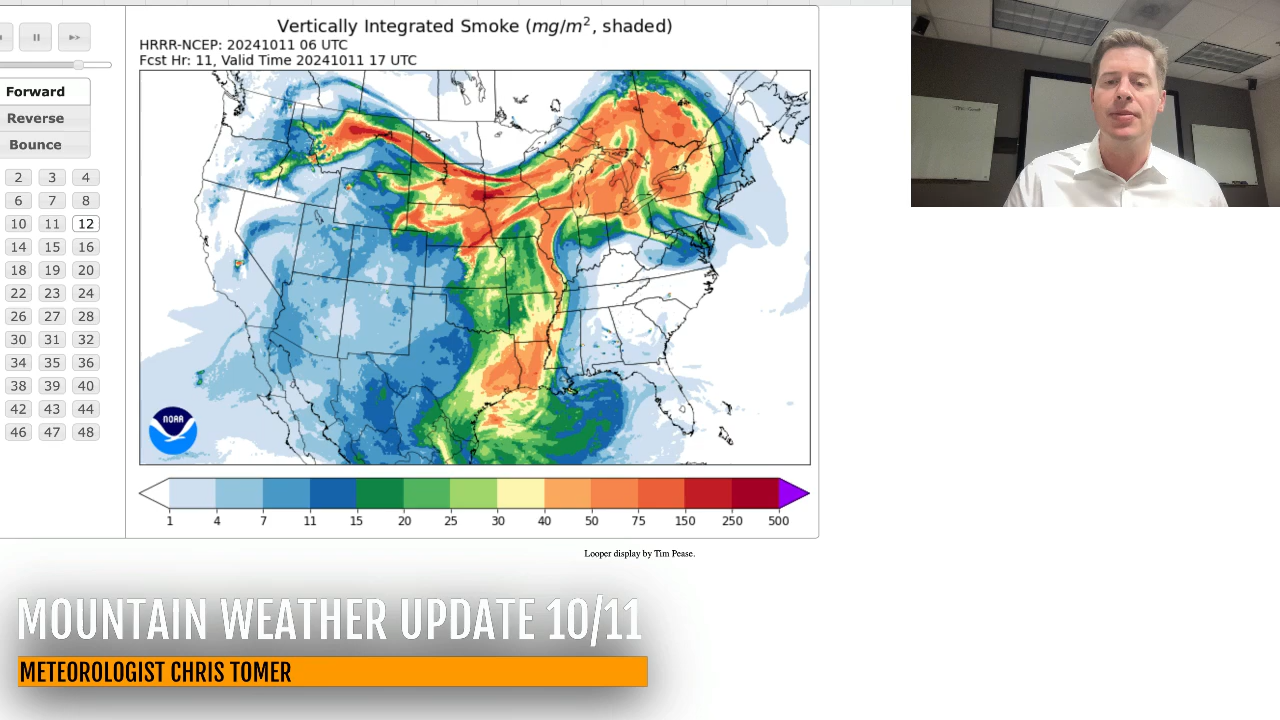 Vertically Integrated Smoke (mg/m², shaded)
HRRR-NCEP: 20241011 06 UTC
Fcst Hr: 11, Valid Time 20241011 17 UTC
Forward
Reverse
Bounce
2 3 4
6 7 8
10 11 12
14 15 16
18 19 20
22 23 24
26 27 28
30 31 32
34 35 36
38 39 40
42 43 44
46 47 48
NOAA
1 4 7 11 15 20 25 30 40 50 75 150 250 500
Looper display by Tim Pease.
MOUNTAIN WEATHER UPDATE 10/11
METEOROLOGIST CHRIS TOMER